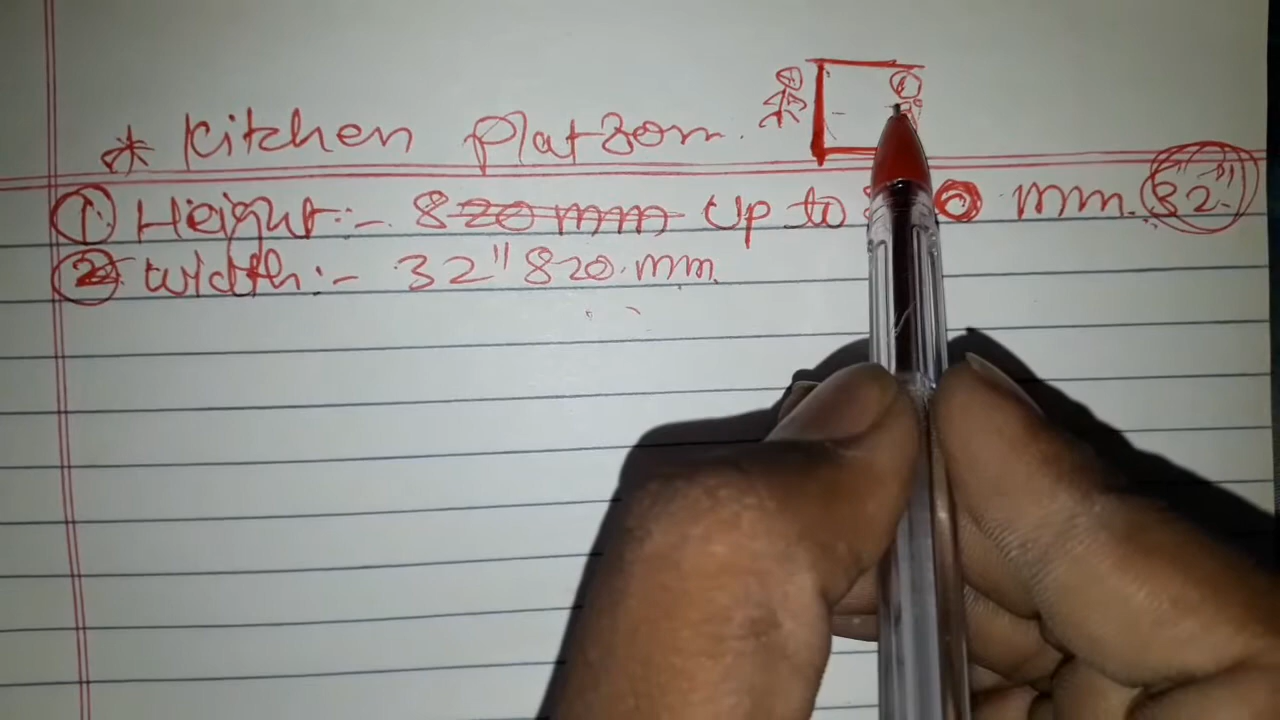 * Kitchen Platform.
① Height:- 820 mm Up to mm. 32"
② Width:- 32" 820.mm